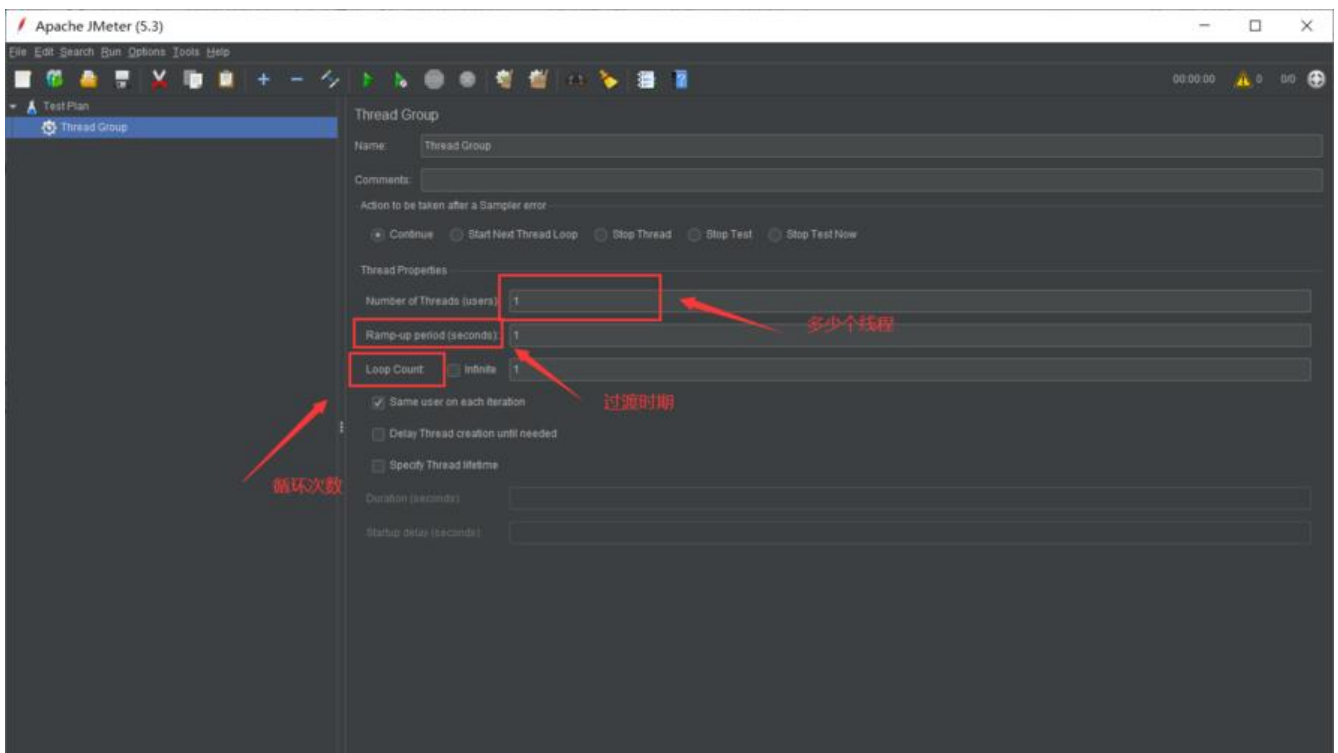 Apache JMeter (5.3)
File Edit Search Run Options Tools Help
00:00:00 0 0/0
Test Plan
Thread Group
Thread Group
Name: Thread Group
Comments:
Action to be taken after a Sampler error
Continue Start Next Thread Loop Stop Thread Stop Test Stop Test Now
Thread Properties
Number of Threads (users): 1
多少个线程
Ramp-up period (seconds): 1
Loop Count: Infinite 1
过渡时期
Same user on each iteration
Delay Thread creation until needed
Specify Thread lifetime
循环次数
Duration (seconds):
Startup delay (seconds):